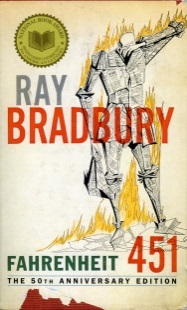 RAY
BRADBURY
FAHRENHEIT 451
THE 50TH ANNIVERSARY EDITION